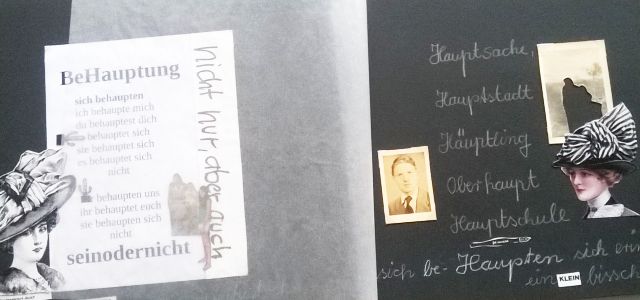 BeHauptung
sich behaupten
ich behaupte mich
du behauptest dich
behauptet sich
sie behauptet sich
es behauptet sich
nicht
behaupten uns
ihr behauptet euch
sie behaupten sich
nicht
seinodernicht
nicht nur, aber auch
Hauptsache,
Hauptstadt
Häuptling
Oberhaupt
Hauptschule
sich be-Haupten sich
ein KLEIN